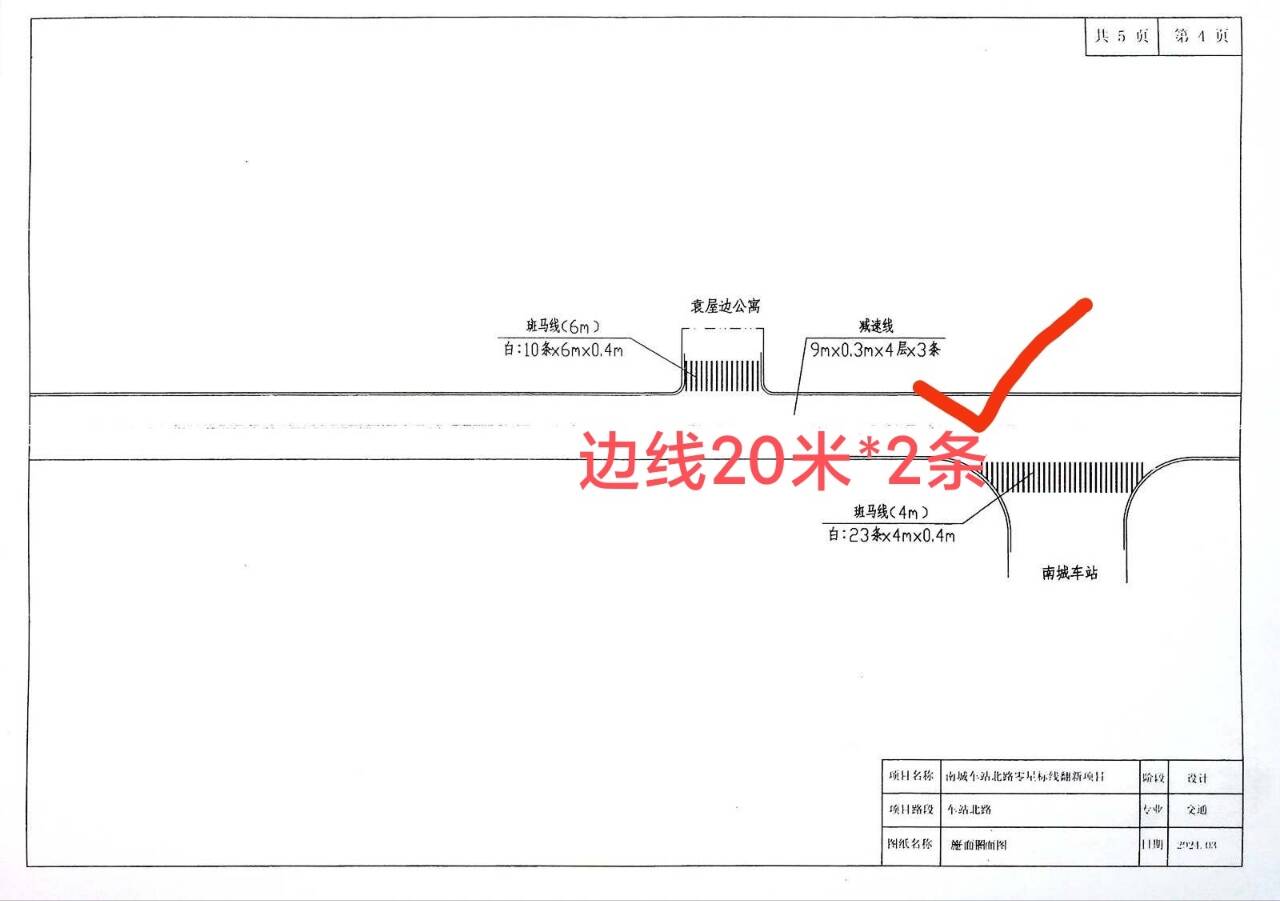 共 5 页 第 4 页
袁屋边公寓
斑马线(6m)
白:10条x6mx0.4m
减速线
9mx0.3mx4层x3条
边线20米*2条
斑马线(4m)
白:23条x4mx0.4m
南城车站
项目名称 南城车站北路零星标线翻新项目 阶段 设计
项目路段 车站北路 专业 交通
图纸名称 面图 日期 2024.03